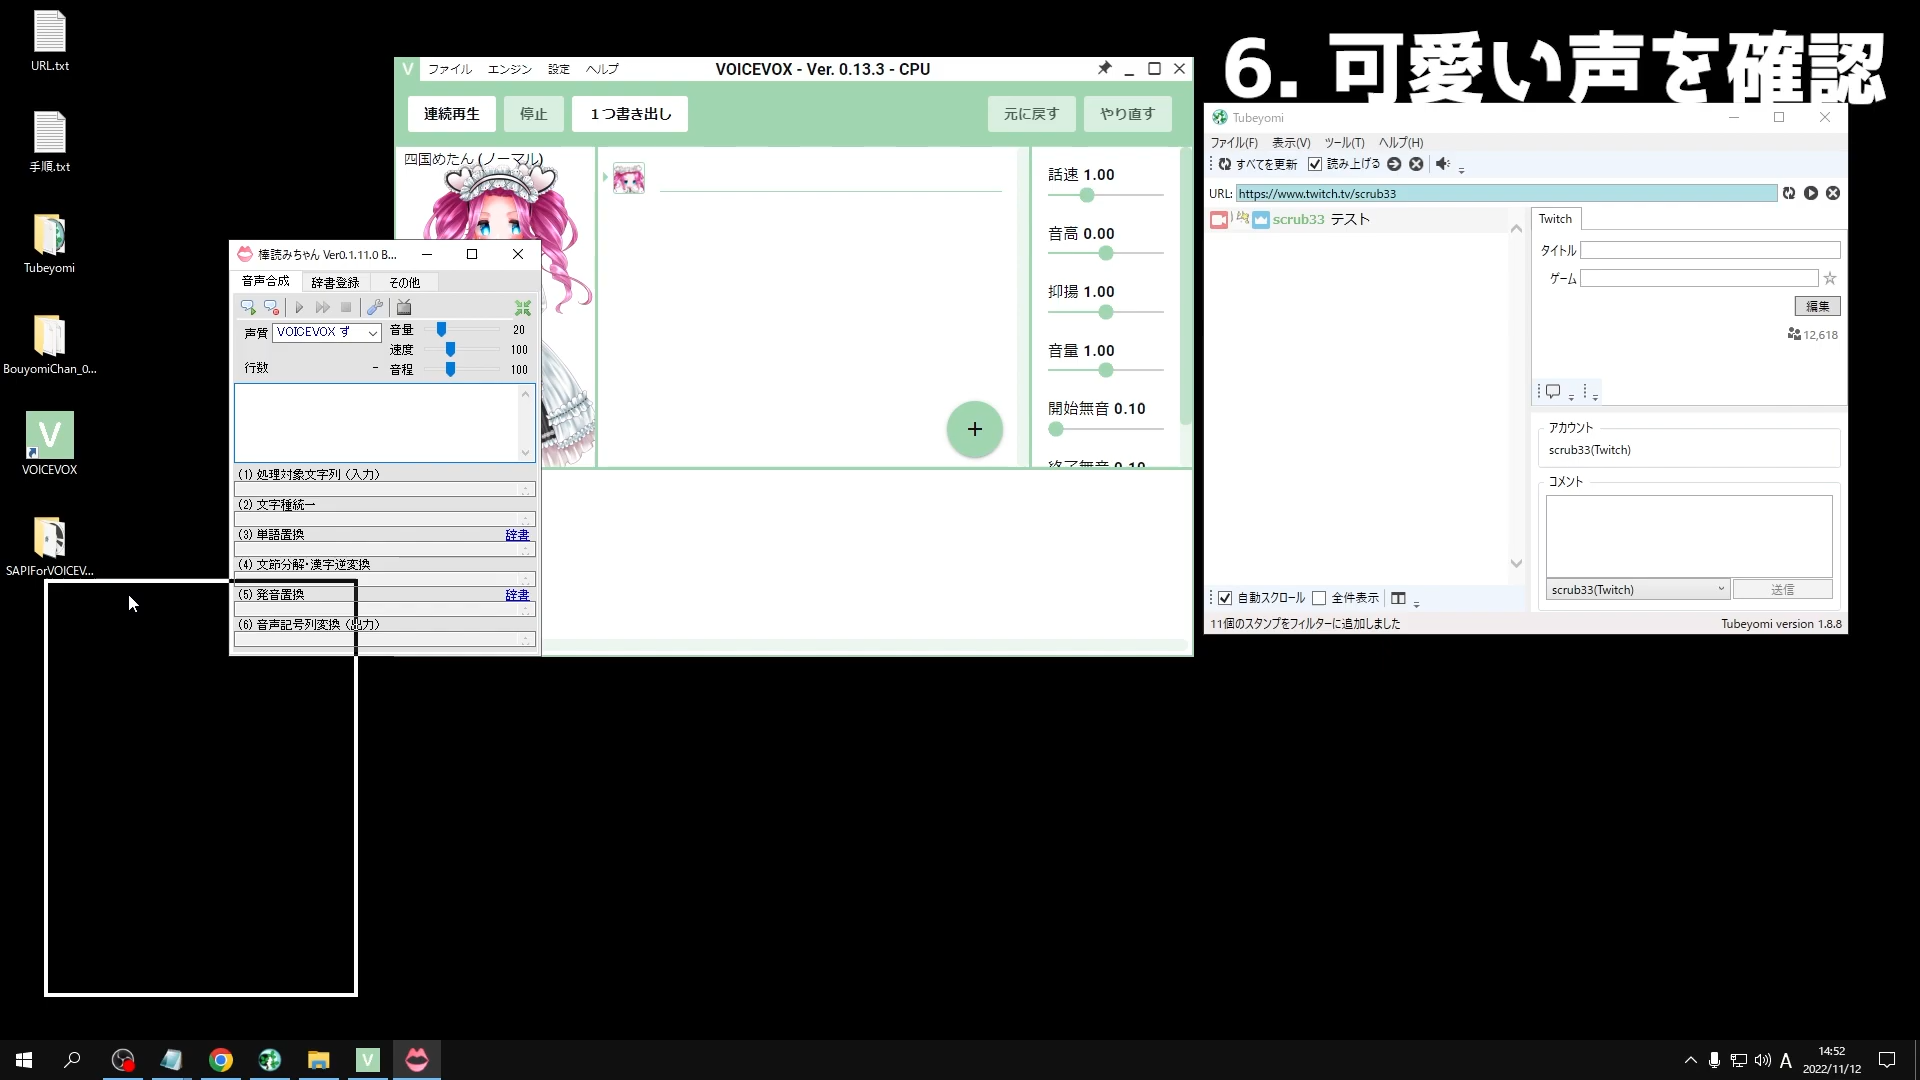 6. 可愛い声を確認
URL.txt
手順.txt
Tubeyomi
BouyomiChan_0...
VOICEVOX
SAPIForVOICEV...
V ファイル エンジン 設定 ヘルプ VOICEVOX - Ver. 0.13.3 - CPU
連続再生 停止 1つ書き出し 元に戻す やり直す
四国めたん (ノーマル)
話速 1.00
音高 0.00
抑揚 1.00
音量 1.00
開始無音 0.10
終了無音 0.10
棒読みちゃん Ver0.1.11.0 B...
音声合成 辞書登録 その他
声質 VOICEVOX ず 音量 20
速度 100
行数 - 音程 100
(1) 処理対象文字列 (入力)
(2) 文字種統一
(3) 単語置換 辞書
(4) 文節分解・漢字逆変換
(5) 発音置換 辞書
(6) 音声記号列変換 (出力)
Tubeyomi
ファイル(F) 表示(V) ツール(T) ヘルプ(H)
すべてを更新 読み上げる
URL: https://www.twitch.tv/scrub33
scrub33 テスト
Twitch
タイトル
ゲーム
編集
12,618
アカウント
scrub33(Twitch)
コメント
scrub33(Twitch) 送信
自動スクロール 全件表示
11個のスタンプをフィルターに追加しました Tubeyomi version 1.8.8
A 14:52
2022/11/12